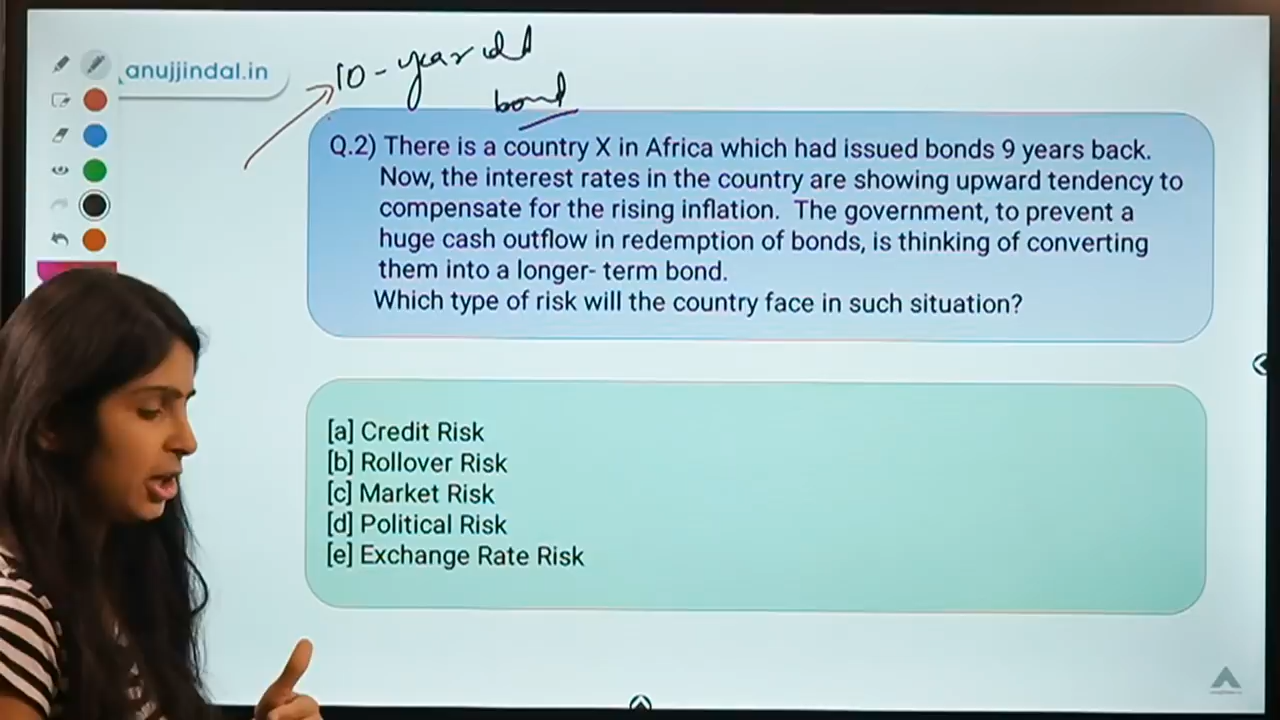 anujjindal.in
10-year old
bond
Q.2) There is a country X in Africa which had issued bonds 9 years back.
Now, the interest rates in the country are showing upward tendency to
compensate for the rising inflation. The government, to prevent a
huge cash outflow in redemption of bonds, is thinking of converting
them into a longer- term bond.
Which type of risk will the country face in such situation?
[a] Credit Risk
[b] Rollover Risk
[c] Market Risk
[d] Political Risk
[e] Exchange Rate Risk